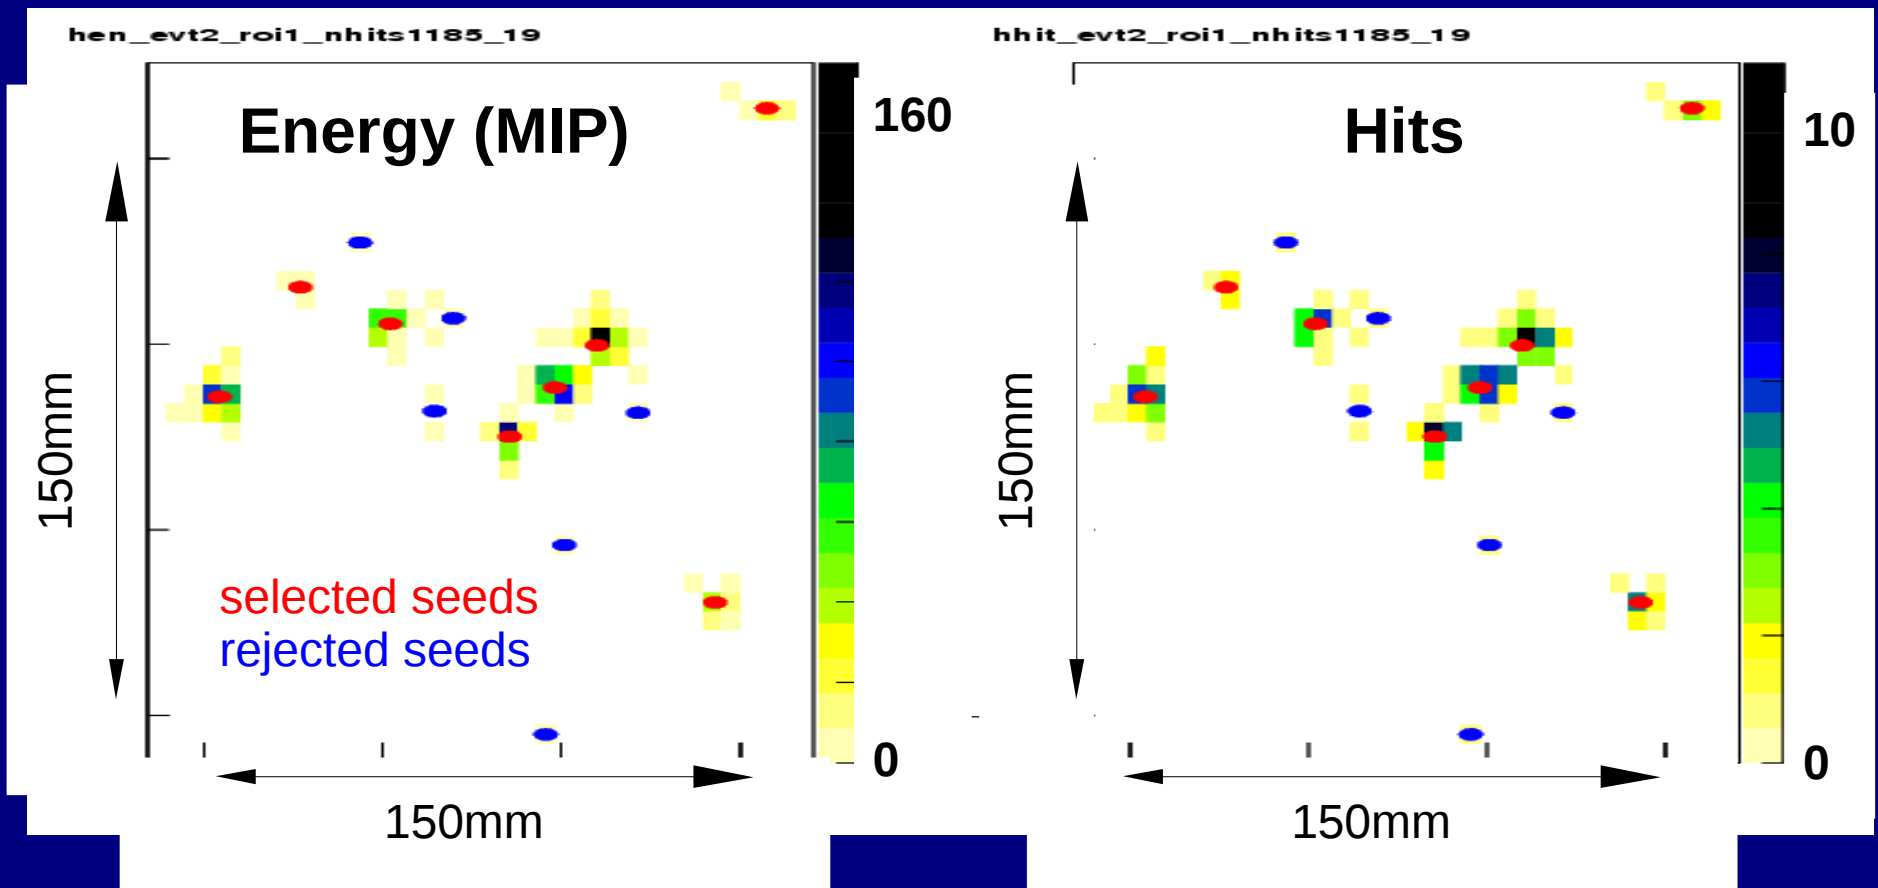 hen_evt2_roi1_nhits1185_19
Energy (MIP)
160
150mm
selected seeds
rejected seeds
0
150mm
hhit_evt2_roi1_nhits1185_19
Hits
10
150mm
0
150mm